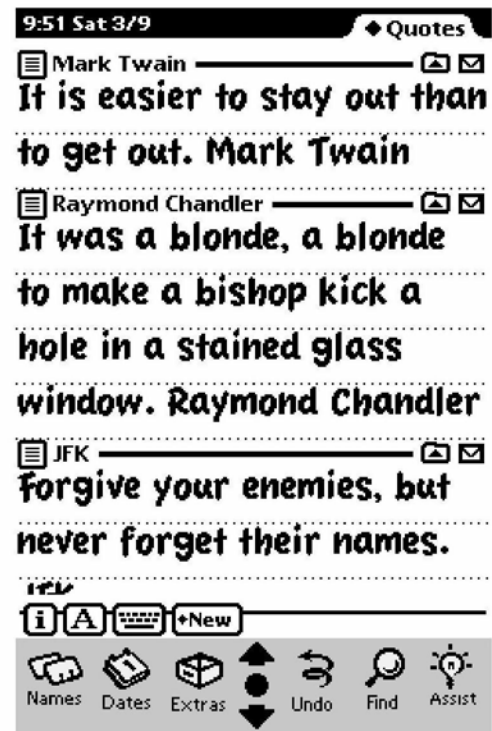 9:51 Sat 3/9
Quotes
Mark Twain
It is easier to stay out than
to get out. Mark Twain
Raymond Chandler
It was a blonde, a blonde
to make a bishop kick a
hole in a stained glass
window. Raymond Chandler
JFK
Forgive your enemies, but
never forget their names.
i A New
Names Dates Extras Undo Find Assist